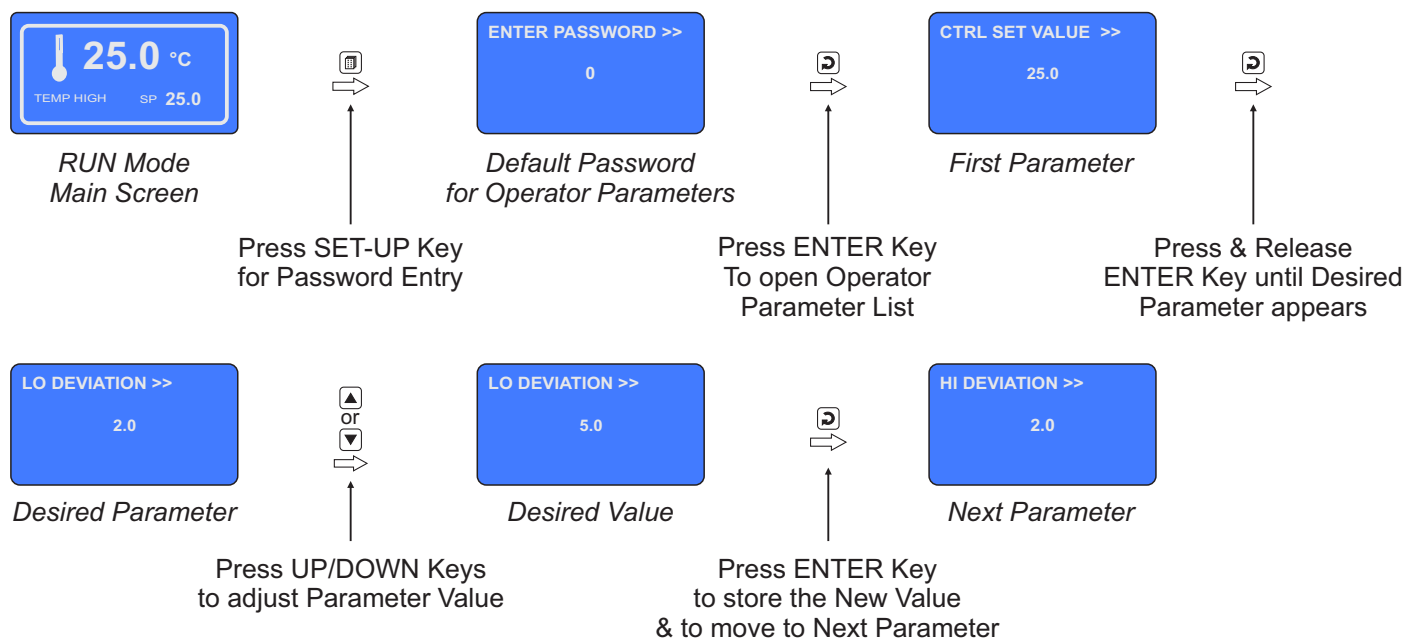 25.0 °C
TEMP HIGH SP 25.0
RUN Mode
Main Screen
Press SET-UP Key
for Password Entry
ENTER PASSWORD >>
0
Default Password
for Operator Parameters
Press ENTER Key
To open Operator
Parameter List
CTRL SET VALUE >>
25.0
First Parameter
Press & Release
ENTER Key until Desired
Parameter appears
LO DEVIATION >>
2.0
Desired Parameter
or
Press UP/DOWN Keys
to adjust Parameter Value
LO DEVIATION >>
5.0
Desired Value
Press ENTER Key
to store the New Value
& to move to Next Parameter
HI DEVIATION >>
2.0
Next Parameter